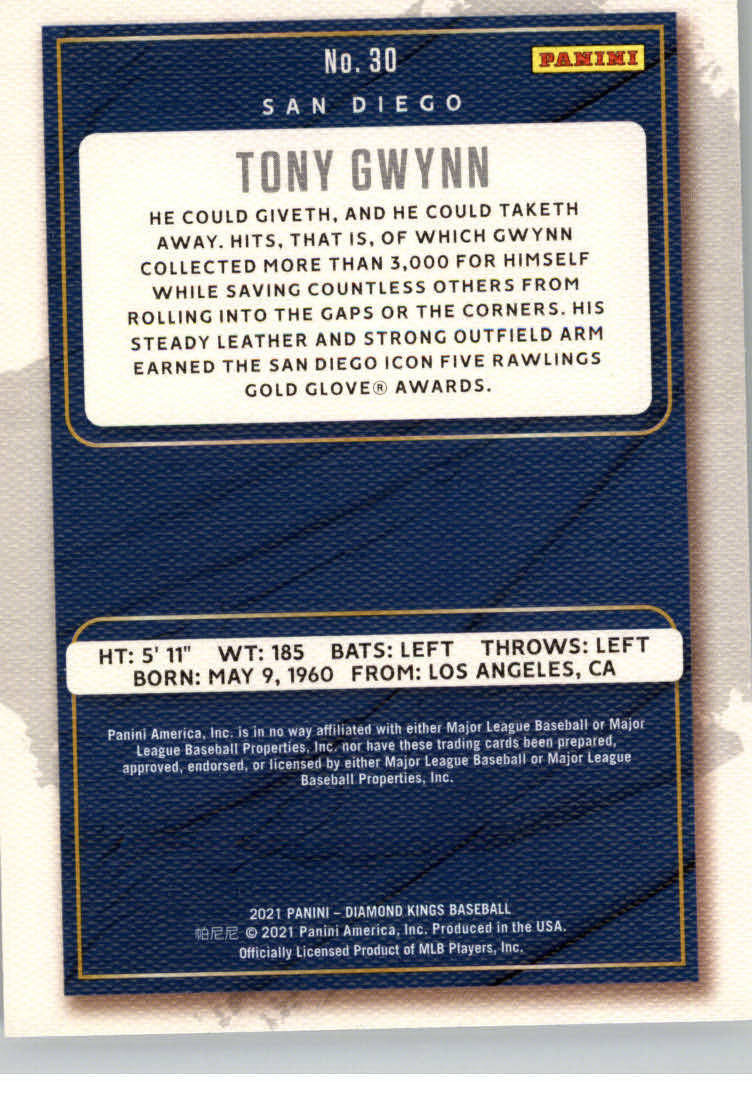 No. 30
PANINI
SAN DIEGO
TONY GWYNN
HE COULD GIVETH, AND HE COULD TAKETH
AWAY. HITS, THAT IS, OF WHICH GWYNN
COLLECTED MORE THAN 3,000 FOR HIMSELF
WHILE SAVING COUNTLESS OTHERS FROM
ROLLING INTO THE GAPS OR THE CORNERS. HIS
STEADY LEATHER AND STRONG OUTFIELD ARM
EARNED THE SAN DIEGO ICON FIVE RAWLINGS
GOLD GLOVE® AWARDS.
HT: 5' 11" WT: 185 BATS: LEFT THROWS: LEFT
BORN: MAY 9, 1960 FROM: LOS ANGELES, CA
Panini America, Inc. is in no way affiliated with either Major League Baseball or Major
League Baseball Properties, Inc. nor have these trading cards been prepared,
approved, endorsed, or licensed by either Major League Baseball or Major League
Baseball Properties, Inc.
2021 PANINI – DIAMOND KINGS BASEBALL
帕尼尼 © 2021 Panini America, Inc. Produced in the USA.
Officially Licensed Product of MLB Players, Inc.